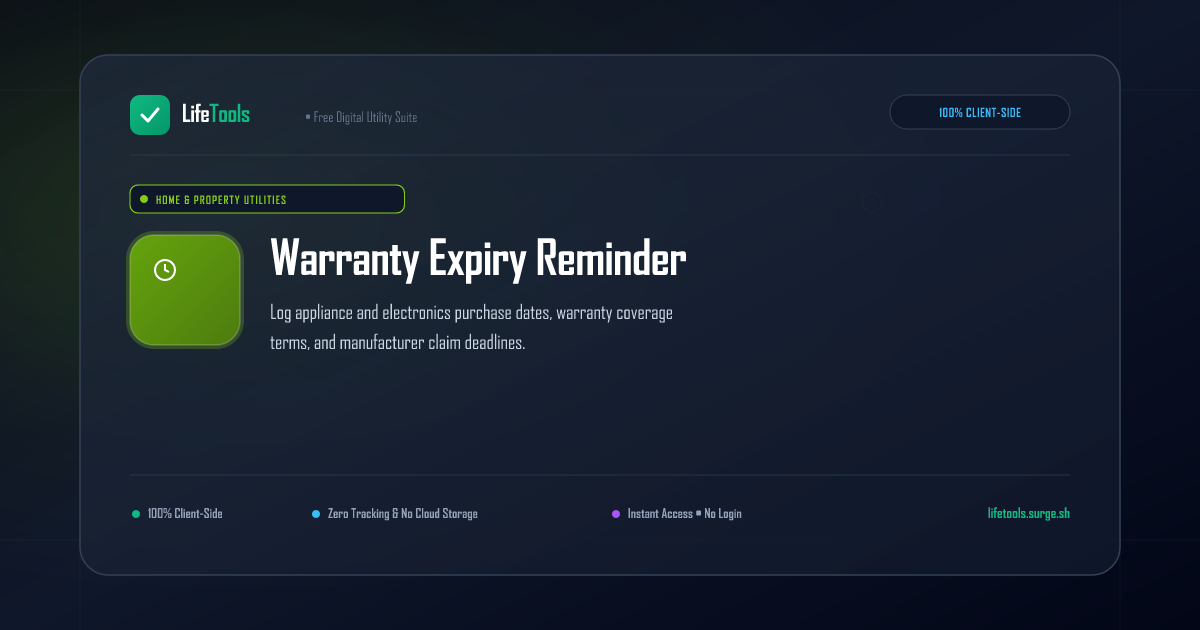 LifeTools
• Free Digital Utility Suite
100% CLIENT-SIDE
HOME & PROPERTY UTILITIES
Warranty Expiry Reminder
Log appliance and electronics purchase dates, warranty coverage
terms, and manufacturer claim deadlines.
100% Client-Side
Zero Tracking & No Cloud Storage
Instant Access • No Login
lifetools.surge.sh